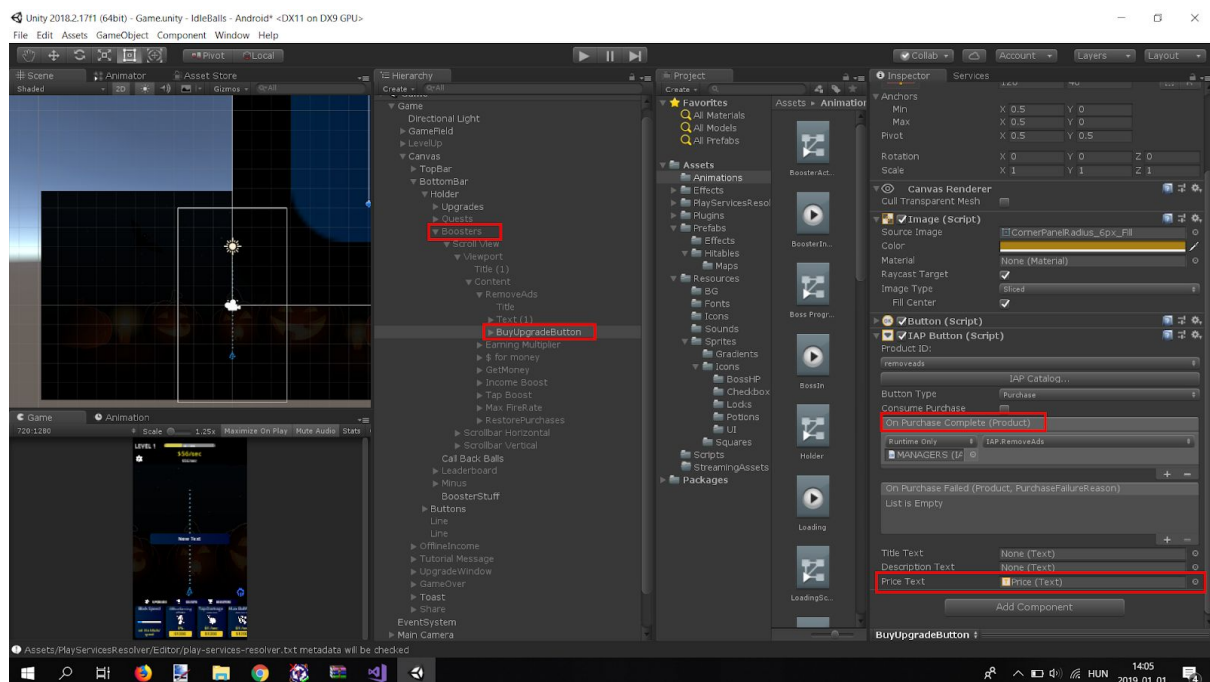 Unity 2018.2.17f1 (64bit) - Game.unity - IdleBalls - Android* <DX11 on DX9 GPU>
File Edit Assets GameObject Component Window Help
Pivot Local
Collab Account Layers Layout
Scene Animator Asset Store
Shaded 2D Gizmos All
Hierarchy
Create All
Game
Directional Light
GameField
LevelUp
Canvas
TopBar
BottomBar
Holder
Upgrades
Quests
Boosters
Scroll View
Viewport
Title (1)
Content
RemoveAds
Title
Text (1)
BuyUpgradeButton
Earning Multiplier
$ for money
GetMoney
Income Boost
Tap Boost
Max FireRate
RestorePurchases
Scrollbar Horizontal
Scrollbar Vertical
Call Back Balls
Leaderboard
Minus
BoosterStuff
Buttons
Line
Line
OfflineIncome
Tutorial Message
UpgradeWindow
GameOver
Toast
Share
EventSystem
Main Camera
Game Animation
720:1280 Scale 1.25x Maximize On Play Mute Audio Stats
LEVEL 1
New Text
Project
Create
Favorites
All Materials
All Models
All Prefabs
Assets
Animations
Effects
PlayServicesResol
Plugins
Prefabs
Effects
Hitables
Maps
Resources
BG
Fonts
Icons
Sounds
Sprites
Gradients
Icons
BossHP
Checkbox
Locks
Potions
UI
Squares
Scripts
StreamingAssets
Packages
Assets Animation
BoosterAct..
BoosterIn...
Boss Progr...
BossIn
Holder
Loading
LoadingSc...
Inspector Services
Anchors
Min X 0.5 Y 0
Max X 0.5 Y 0
Pivot X 0.5 Y 0.5
Rotation X 0 Y 0 Z 0
Scale X 1 Y 1 Z 1
Canvas Renderer
Cull Transparent Mesh
Image (Script)
Source Image CornerPanelRadius_6px_Fill
Color
Material None (Material)
Raycast Target
Image Type Sliced
Fill Center
Button (Script)
IAP Button (Script)
Product ID:
removeads
IAP Catalog...
Button Type Purchase
Consume Purchase
On Purchase Complete (Product)
Runtime Only IAP.RemoveAds
MANAGERS (IA
On Purchase Failed (Product, PurchaseFailureReason)
List is Empty
Title Text None (Text)
Description Text None (Text)
Price Text Price (Text)
Add Component
BuyUpgradeButton
Assets/PlayServicesResolver/Editor/play-services-resolver.txt metadata will be checked
HUN
14:05
2019. 01. 01.